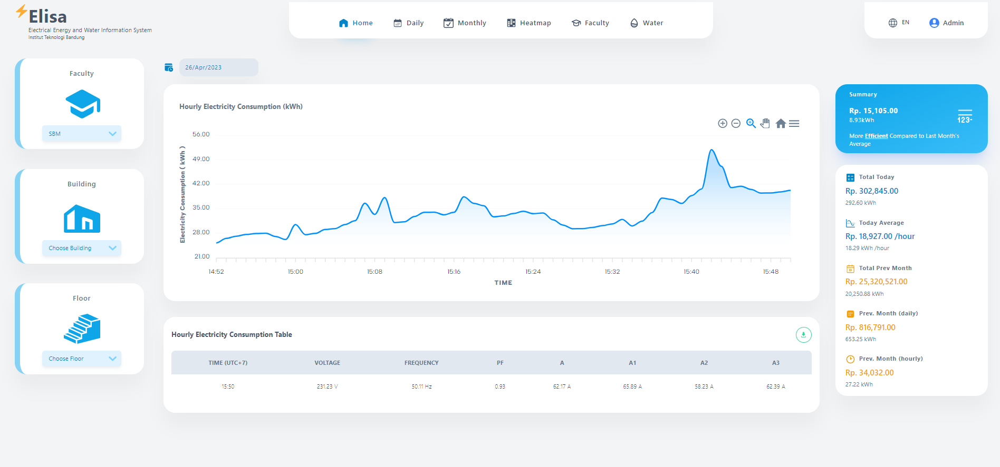 Elisa
Electrical Energy and Water Information System
Institut Teknologi Bandung
Home Daily Monthly Heatmap Faculty Water
EN Admin
Faculty
SBM
Building
Choose Building
Floor
Choose Floor
26/Apr/2023
Hourly Electricity Consumption (kWh)
Electricity Consumption ( kWh )
56.00
49.00
42.00
35.00
28.00
21.00
14:52 15:00 15:08 15:16 15:24 15:32 15:40 15:48
TIME
Hourly Electricity Consumption Table
TIME (UTC+7) VOLTAGE FREQUENCY PF A A1 A2 A3
15:50 231.23 V 50.11 Hz 0.93 62.17 A 65.89 A 58.23 A 62.39 A
Summary
Rp. 15,105.00
8.93kWh
123-
More Efficient Compared to Last Month's
Average
Total Today
Rp. 302,845.00
292.60 kWh
Today Average
Rp. 18,927.00 /hour
18.29 kWh /hour
Total Prev Month
Rp. 25,320,521.00
20,250.88 kWh
Prev. Month (daily)
Rp. 816,791.00
653.25 kWh
Prev. Month (hourly)
Rp. 34,032.00
27.22 kWh